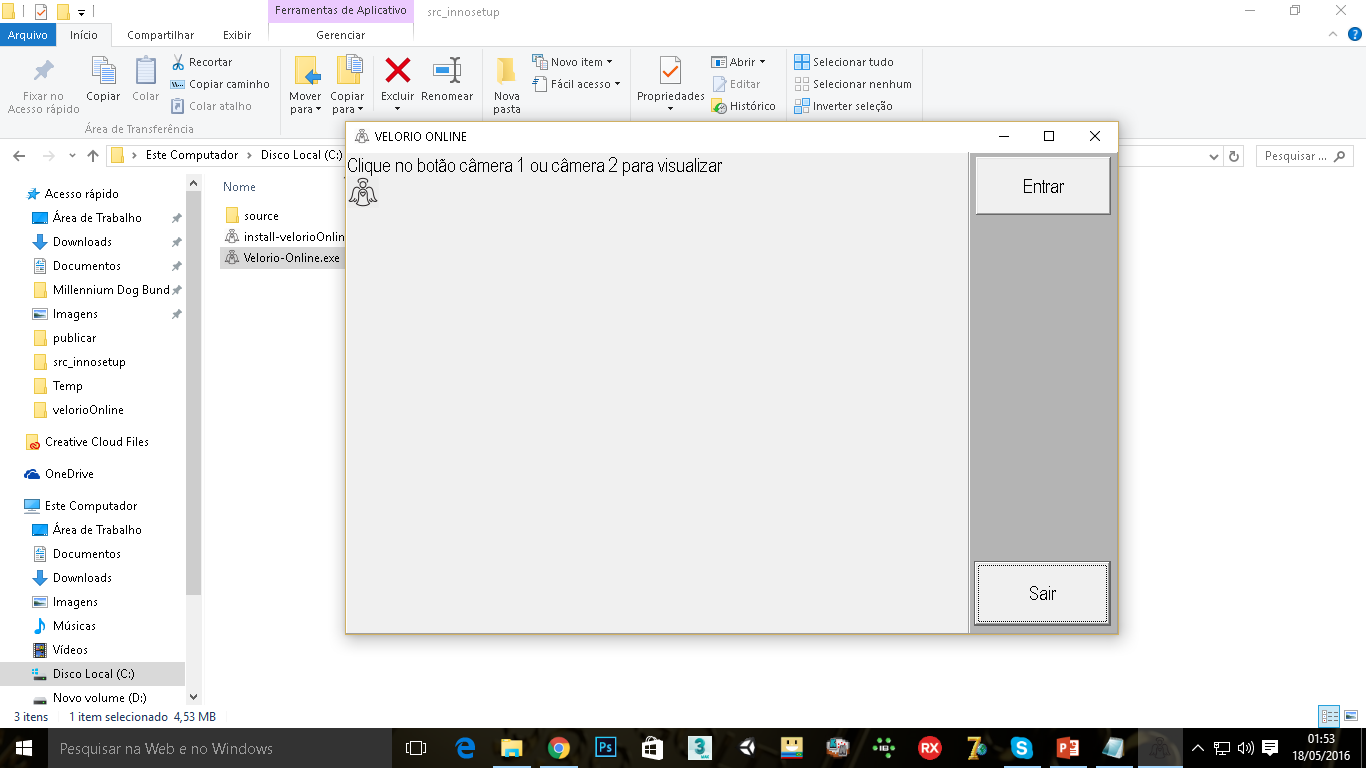 Ferramentas de Aplicativo
src_innosetup
Arquivo
Início
Compartilhar
Exibir
Gerenciar
Fixar no
Acesso rápido
Copiar
Colar
Recortar
Copiar caminho
Colar atalho
Área de Transferência
Mover
para
Copiar
para
Excluir
Renomear
Nova
pasta
Novo item
Fácil acesso
Propriedades
Abrir
Editar
Histórico
Selecionar tudo
Selecionar nenhum
Inverter seleção
Este Computador
Disco Local (C:)
Pesquisar ...
VELORIO ONLINE
Clique no botão câmera 1 ou câmera 2 para visualizar
Entrar
Sair
Nome
source
install-velorioOnlin
Velorio-Online.exe
Acesso rápido
Área de Trabalho
Downloads
Documentos
Millennium Dog Bund
Imagens
publicar
src_innosetup
Temp
velorioOnline
Creative Cloud Files
OneDrive
Este Computador
Área de Trabalho
Documentos
Downloads
Imagens
Músicas
Vídeos
Disco Local (C:)
Novo volume (D:)
3 itens
1 item selecionado 4,53 MB
Pesquisar na Web e no Windows
Ps
3
RX
7
S
01:53
18/05/2016